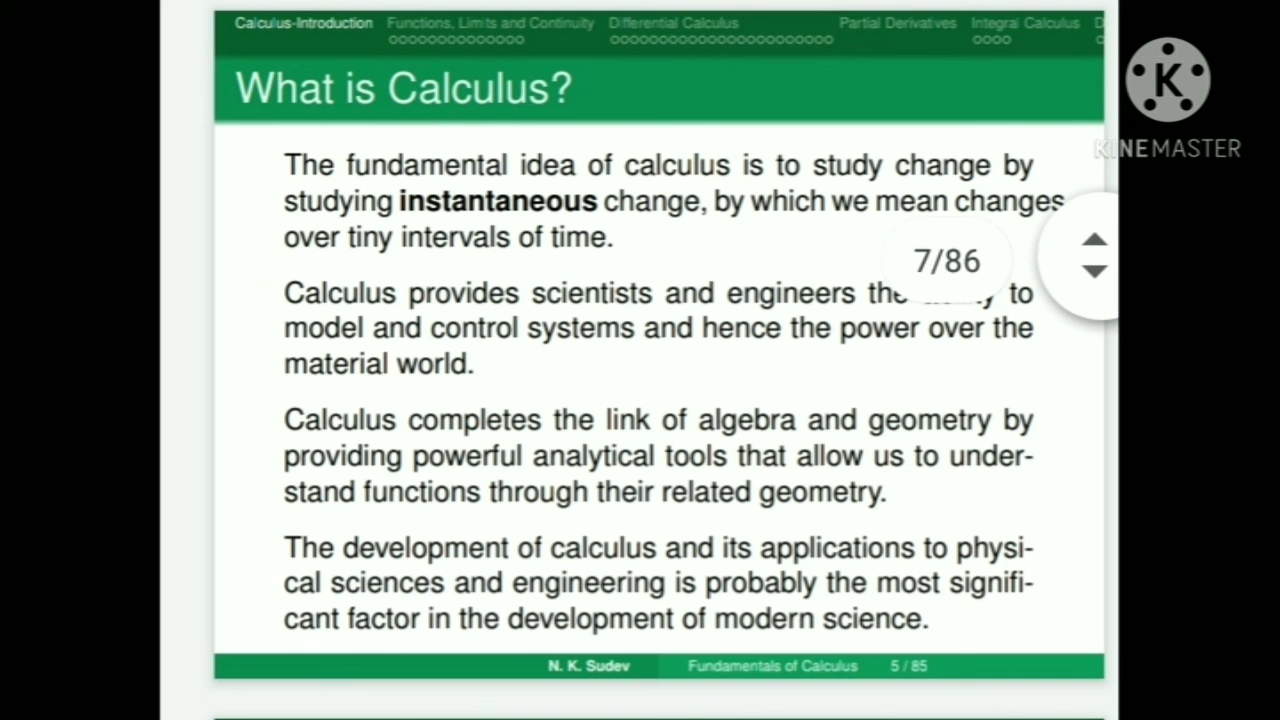 Calculus-Introduction Functions, Limits and Continuity Differential Calculus Partial Derivatives Integral Calculus D
What is Calculus?
K
KINEMASTER
The fundamental idea of calculus is to study change by
studying instantaneous change, by which we mean changes
over tiny intervals of time.
7/86
Calculus provides scientists and engineers the to
model and control systems and hence the power over the
material world.
Calculus completes the link of algebra and geometry by
providing powerful analytical tools that allow us to under-
stand functions through their related geometry.
The development of calculus and its applications to physi-
cal sciences and engineering is probably the most signifi-
cant factor in the development of modern science.
N. K. Sudev Fundamentals of Calculus 5 / 85